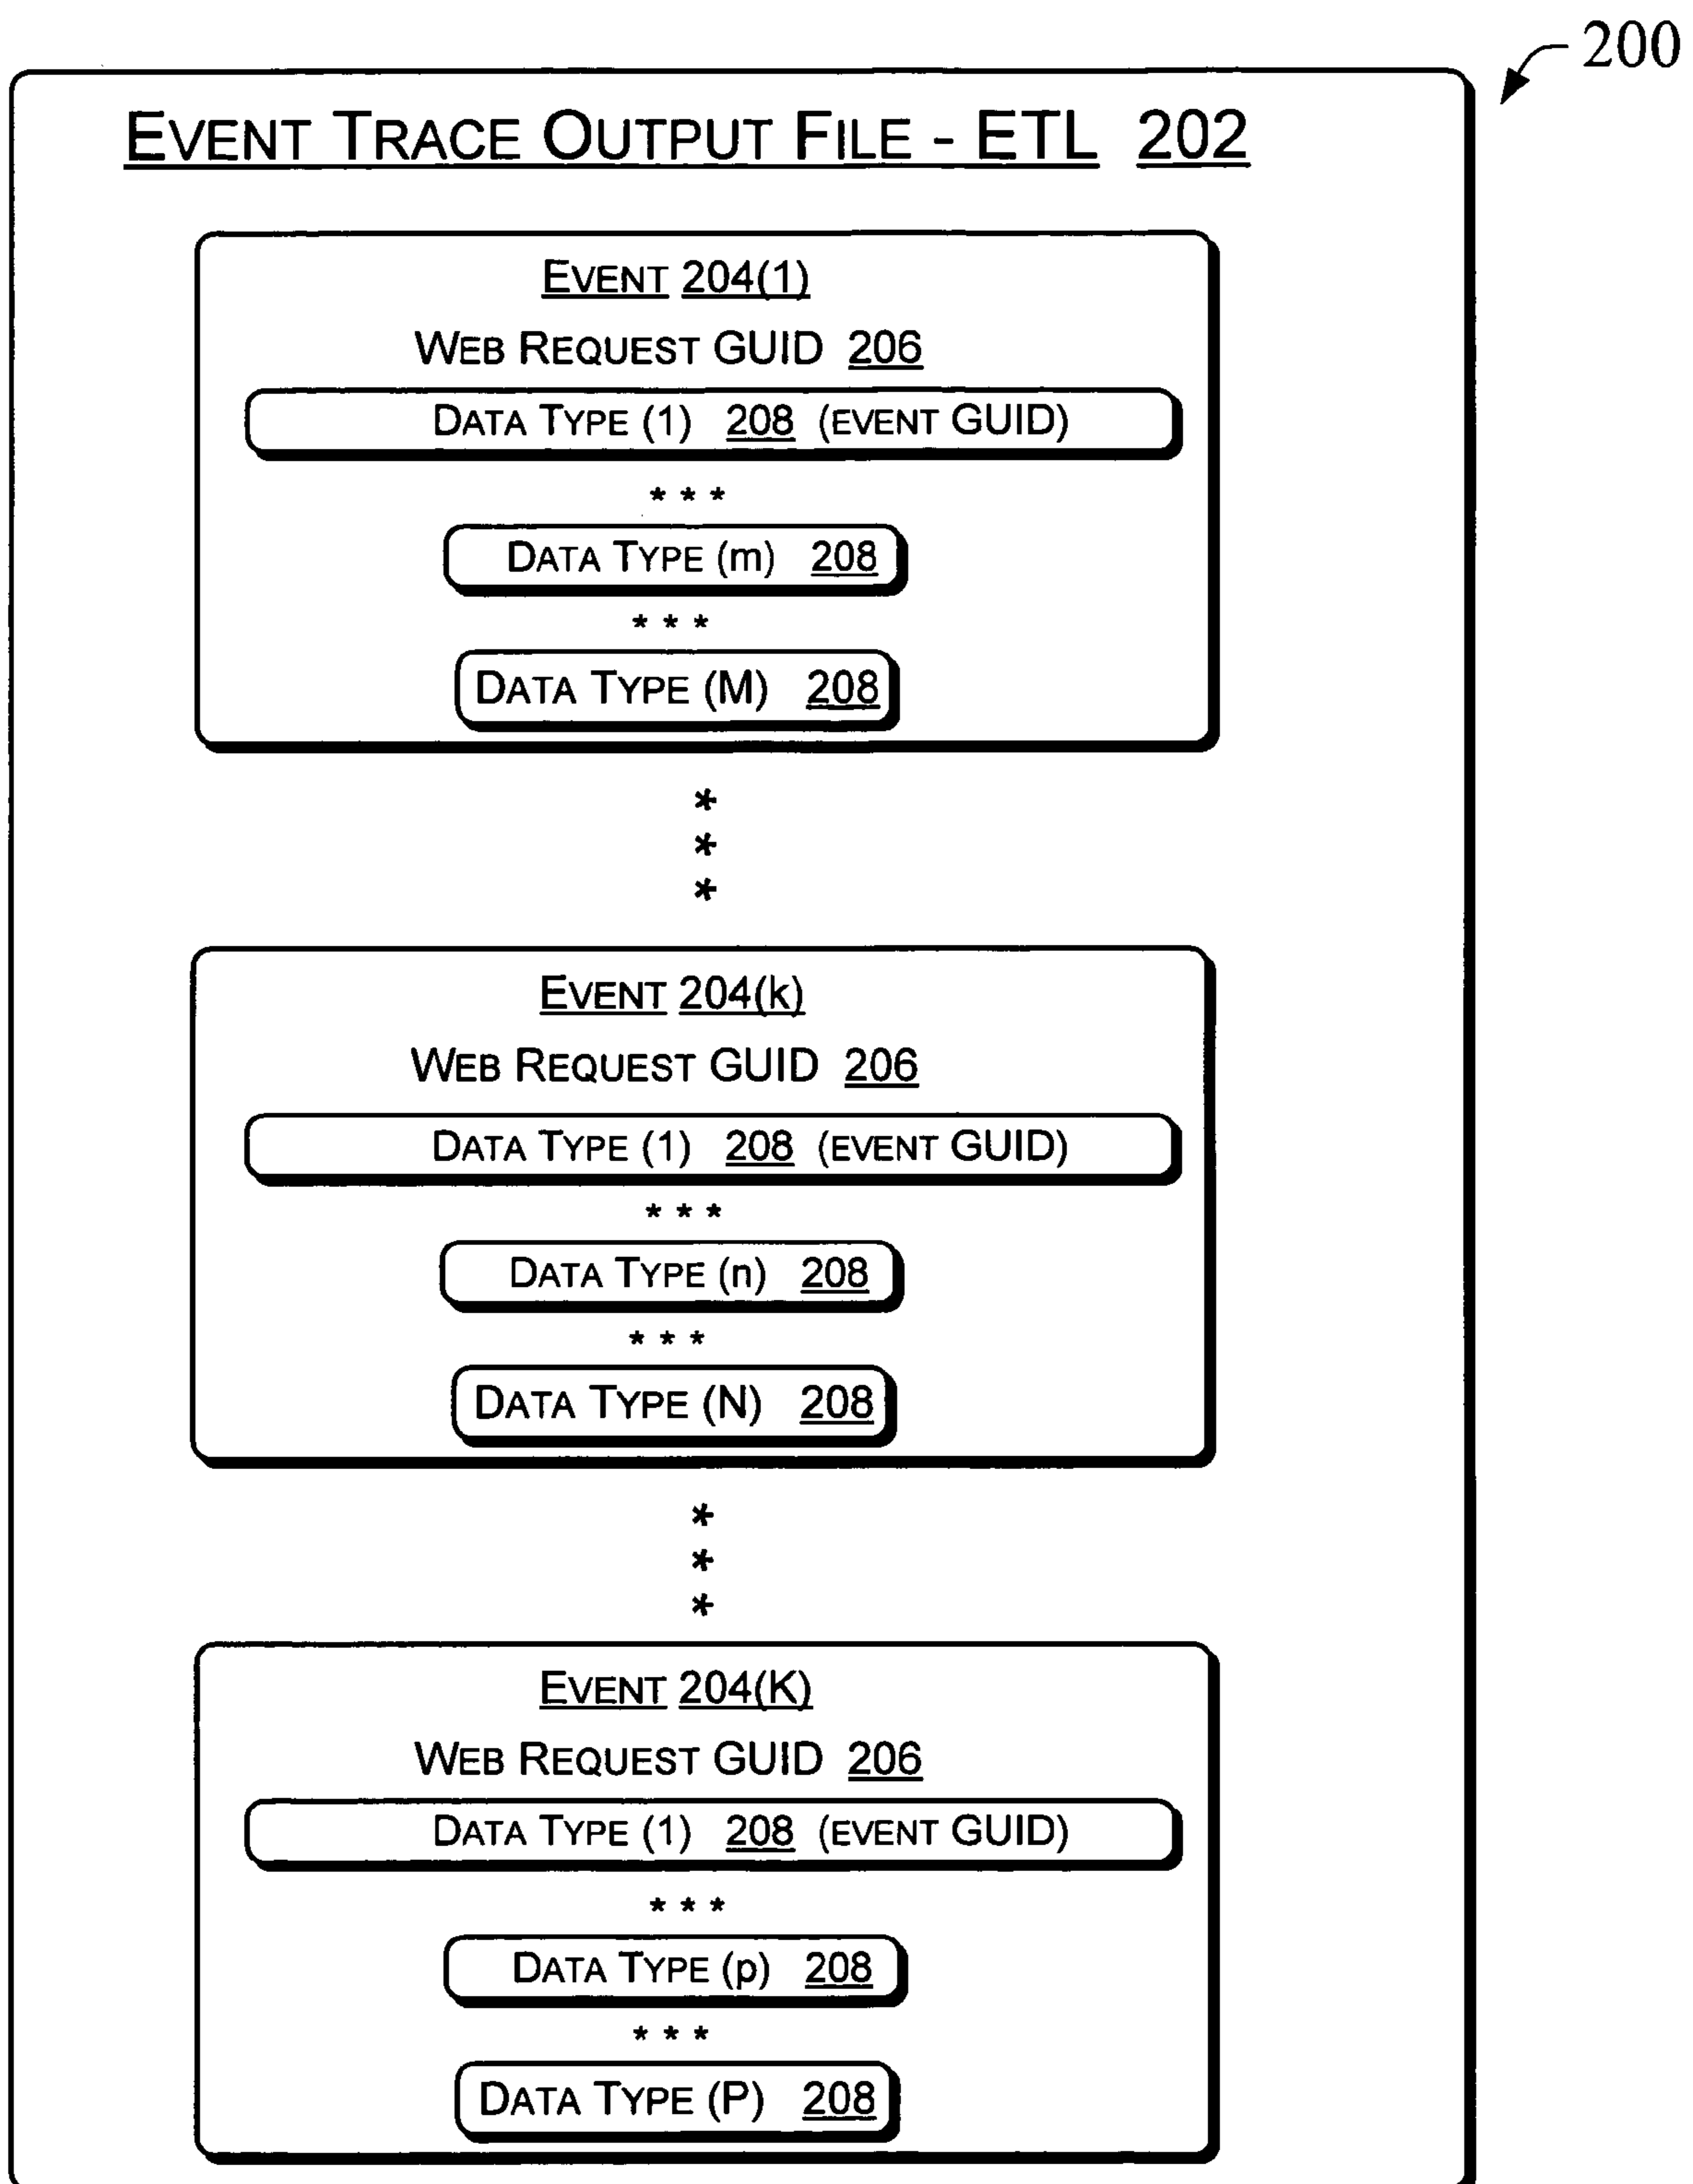 200
EVENT TRACE OUTPUT FILE - ETL 202
EVENT 204(1)
WEB REQUEST GUID 206
DATA TYPE (1) 208 (EVENT GUID)
* * *
DATA TYPE (m) 208
* * *
DATA TYPE (M) 208
*
*
*
EVENT 204(k)
WEB REQUEST GUID 206
DATA TYPE (1) 208 (EVENT GUID)
* * *
DATA TYPE (n) 208
* * *
DATA TYPE (N) 208
*
*
*
EVENT 204(K)
WEB REQUEST GUID 206
DATA TYPE (1) 208 (EVENT GUID)
* * *
DATA TYPE (p) 208
* * *
DATA TYPE (P) 208